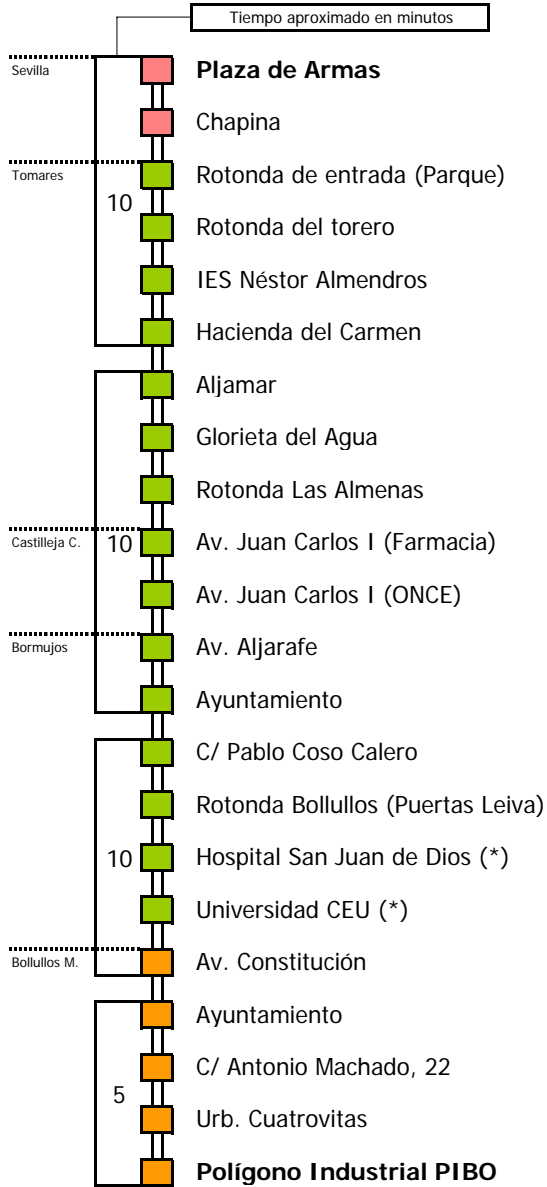 Tiempo aproximado en minutos
Sevilla
Plaza de Armas
Chapina
Tomares
Rotonda de entrada (Parque)
10
Rotonda del torero
IES Néstor Almendros
Hacienda del Carmen
Aljamar
Glorieta del Agua
Rotonda Las Almenas
Castilleja C.
10
Av. Juan Carlos I (Farmacia)
Av. Juan Carlos I (ONCE)
Bormujos
Av. Aljarafe
Ayuntamiento
C/ Pablo Coso Calero
Rotonda Bollullos (Puertas Leiva)
10
Hospital San Juan de Dios (*)
Universidad CEU (*)
Bollullos M.
Av. Constitución
Ayuntamiento
C/ Antonio Machado, 22
5
Urb. Cuatrovitas
Polígono Industrial PIBO